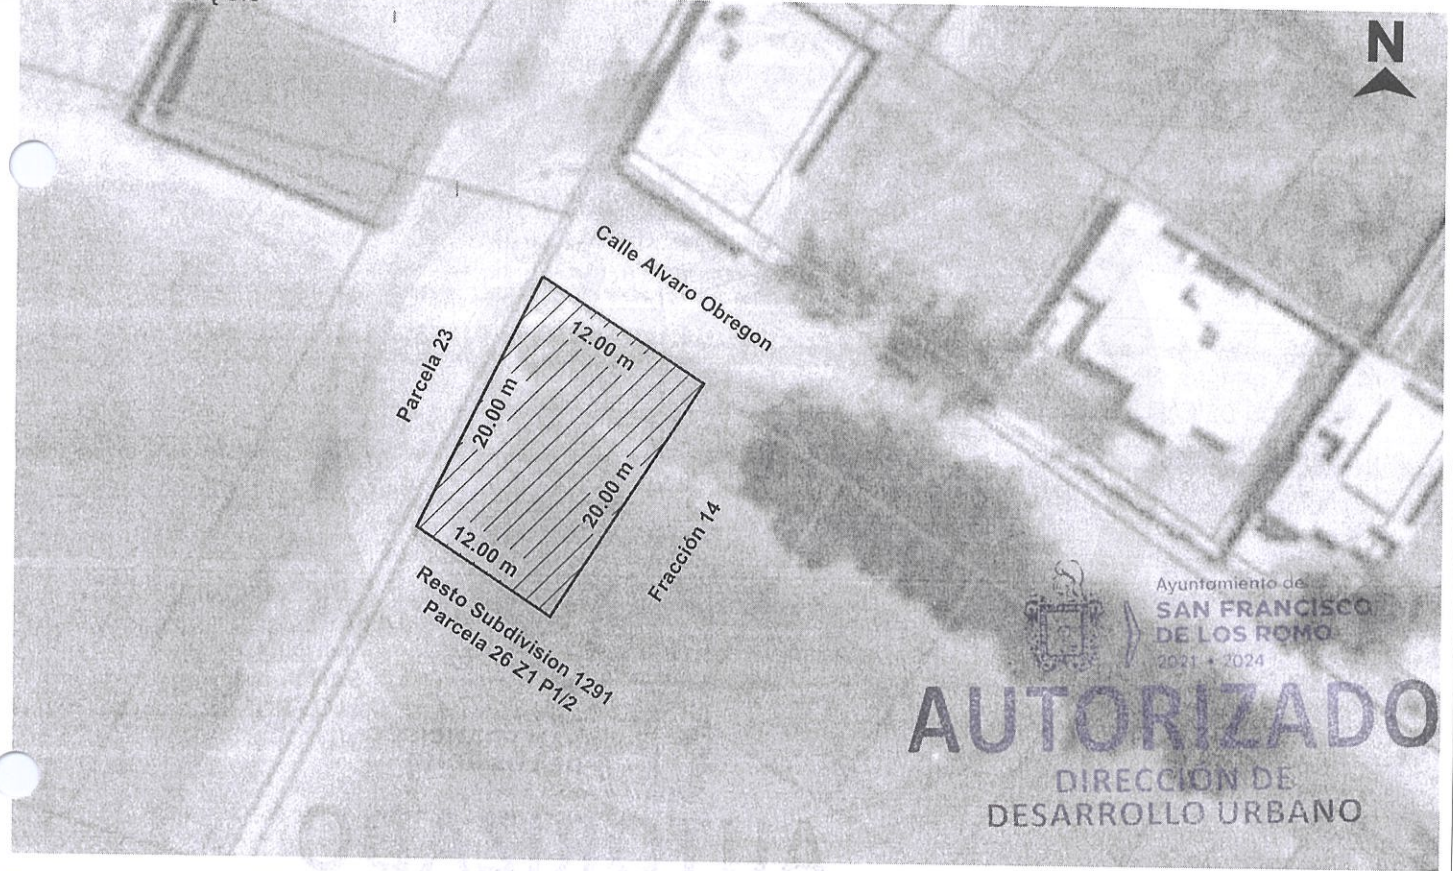 N
Calle Alvaro Obregon
12.00 m
Parcela 23
20.00 m
20.00 m
Fracción 14
12.00 m
Resto Subdivision 1291
Parcela 26 Z1 P1/2
Ayuntamiento de
SAN FRANCISCO
DE LOS ROMO
2021 • 2024
AUTORIZADO
DIRECCIÓN DE
DESARROLLO URBANO